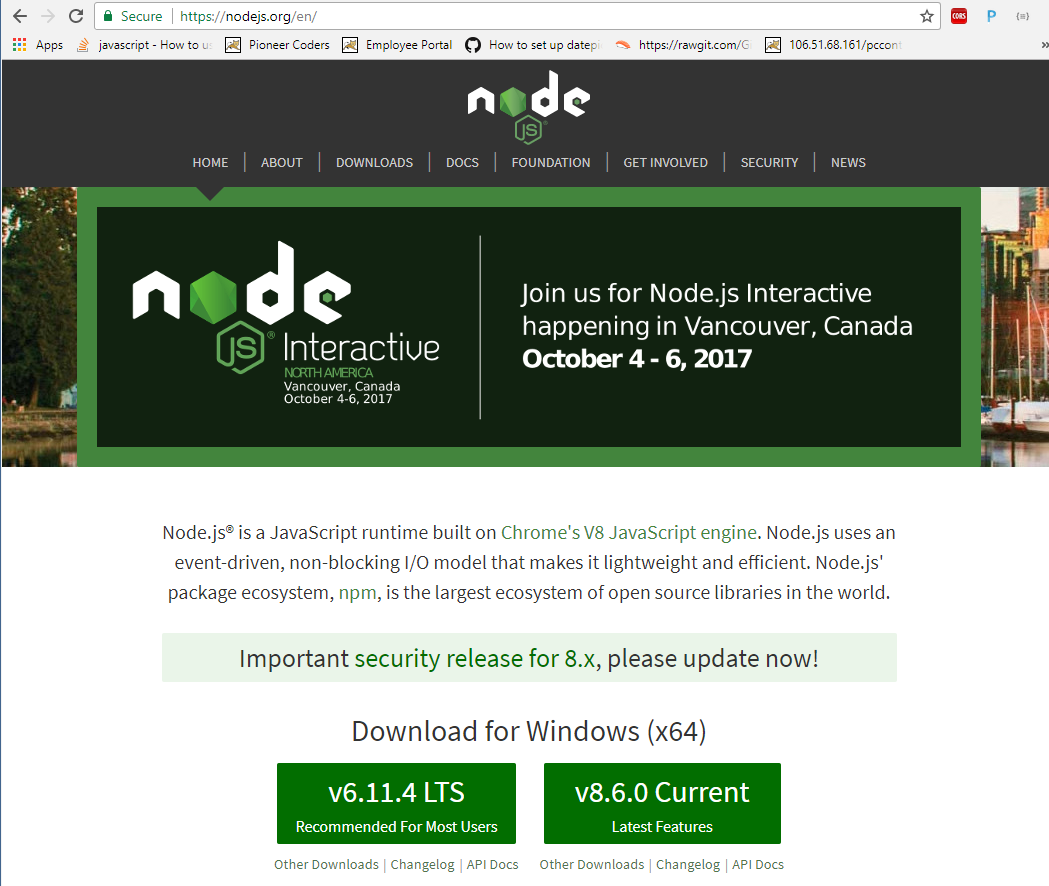 Secure https://nodejs.org/en/
CORS P
Apps javascript - How to u Pioneer Coders Employee Portal How to set up datep https://rawgit.com/G 106.51.68.161/pccont »
node
JS
HOME ABOUT DOWNLOADS DOCS FOUNDATION GET INVOLVED SECURITY NEWS
node
JS® Interactive
NORTH AMERICA
Vancouver, Canada
October 4-6, 2017
Join us for Node.js Interactive
happening in Vancouver, Canada
October 4 - 6, 2017
Node.js® is a JavaScript runtime built on Chrome's V8 JavaScript engine. Node.js uses an
event-driven, non-blocking I/O model that makes it lightweight and efficient. Node.js'
package ecosystem, npm, is the largest ecosystem of open source libraries in the world.
Important security release for 8.x, please update now!
Download for Windows (x64)
v6.11.4 LTS
Recommended For Most Users
v8.6.0 Current
Latest Features
Other Downloads | Changelog | API Docs
Other Downloads | Changelog | API Docs